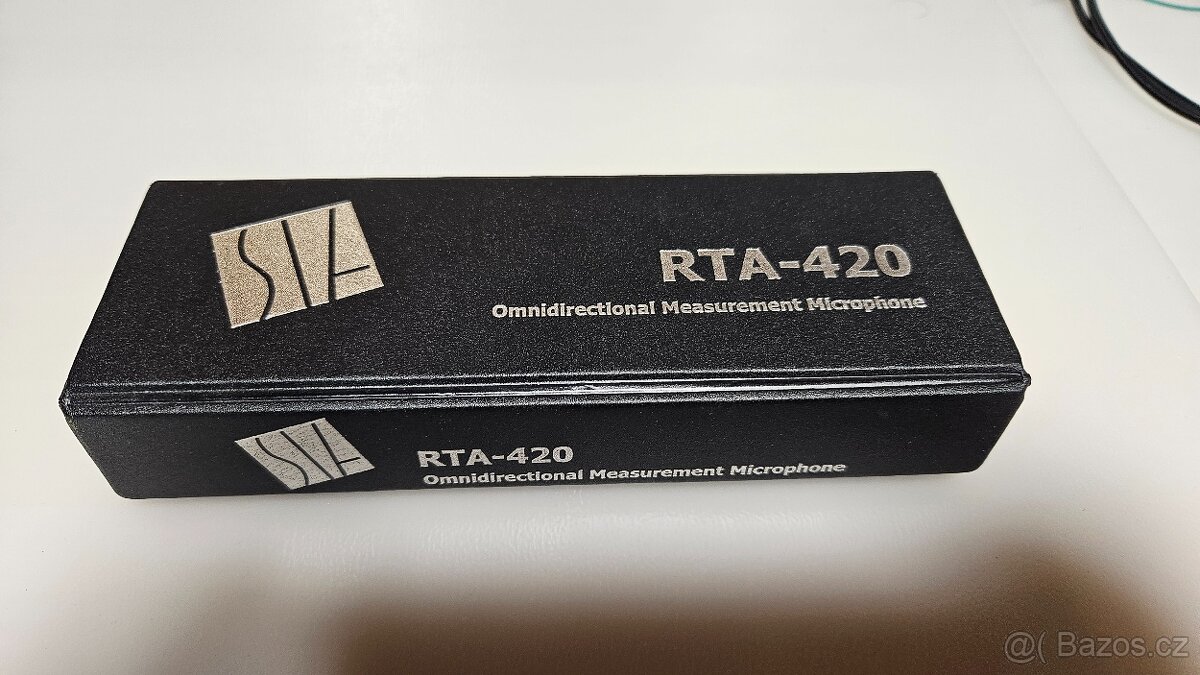 SIA
RTA-420
Omnidirectional Measurement Microphone
SIA
RTA-420
Omnidirectional Measurement Microphone
@( Bazos.cz